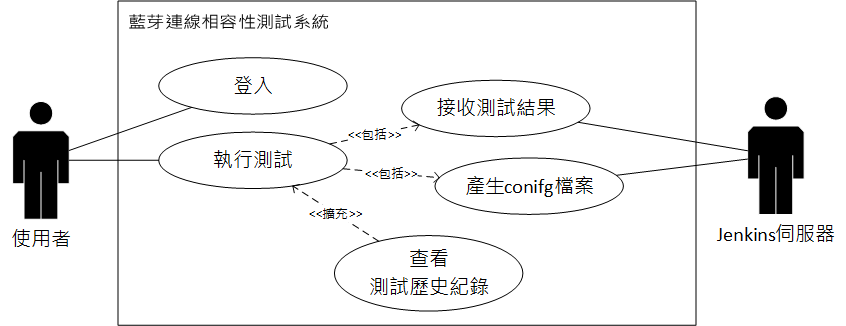 藍芽連線相容性測試系統
登入
接收測試結果
<<包括>>
執行測試
<<包括>>
產生conifg檔案
<<擴充>>
使用者
Jenkins伺服器
查看
測試歷史紀錄